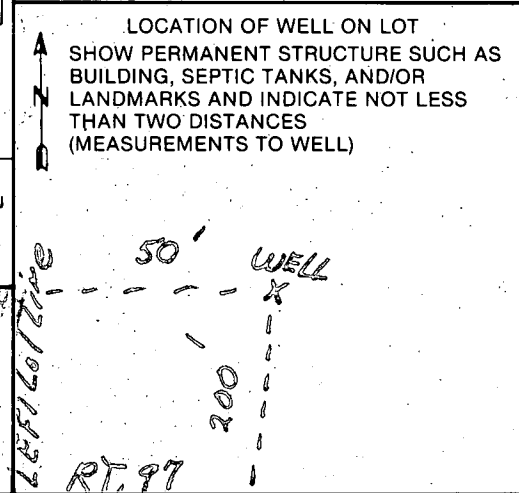 LOCATION OF WELL ON LOT
SHOW PERMANENT STRUCTURE SUCH AS
BUILDING, SEPTIC TANKS, AND/OR
LANDMARKS AND INDICATE NOT LESS
THAN TWO DISTANCES
(MEASUREMENTS TO WELL)
N
50'
WELL
X
LEFT LOT Line
200'
RT. 97